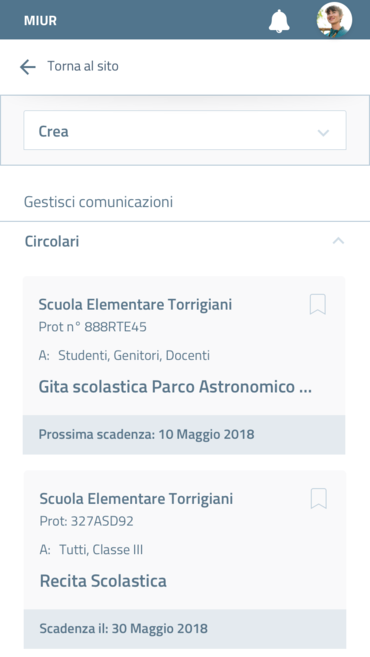 MIUR
Torna al sito
Crea
Gestisci comunicazioni
Circolari
Scuola Elementare Torrigiani
Prot n° 888RTE45
A: Studenti, Genitori, Docenti
Gita scolastica Parco Astronomico ...
Prossima scadenza: 10 Maggio 2018
Scuola Elementare Torrigiani
Prot: 327ASD92
A: Tutti, Classe III
Recita Scolastica
Scadenza il: 30 Maggio 2018